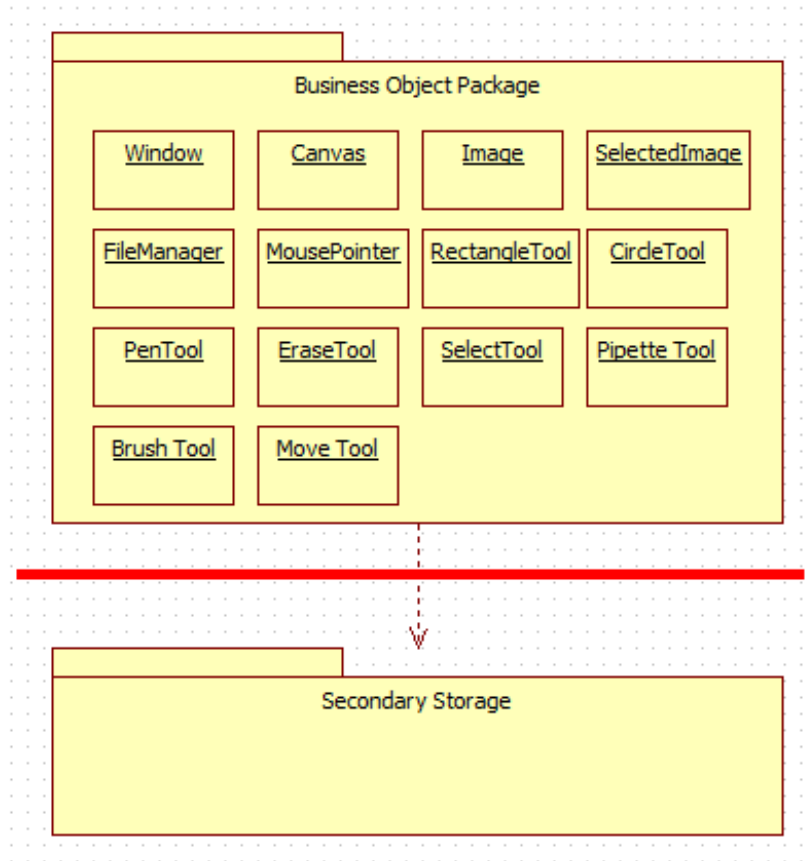 Business Object Package
Window Canvas Image SelectedImage
FileManager MousePointer RectangleTool CircleTool
PenTool EraseTool SelectTool Pipette Tool
Brush Tool Move Tool
Secondary Storage